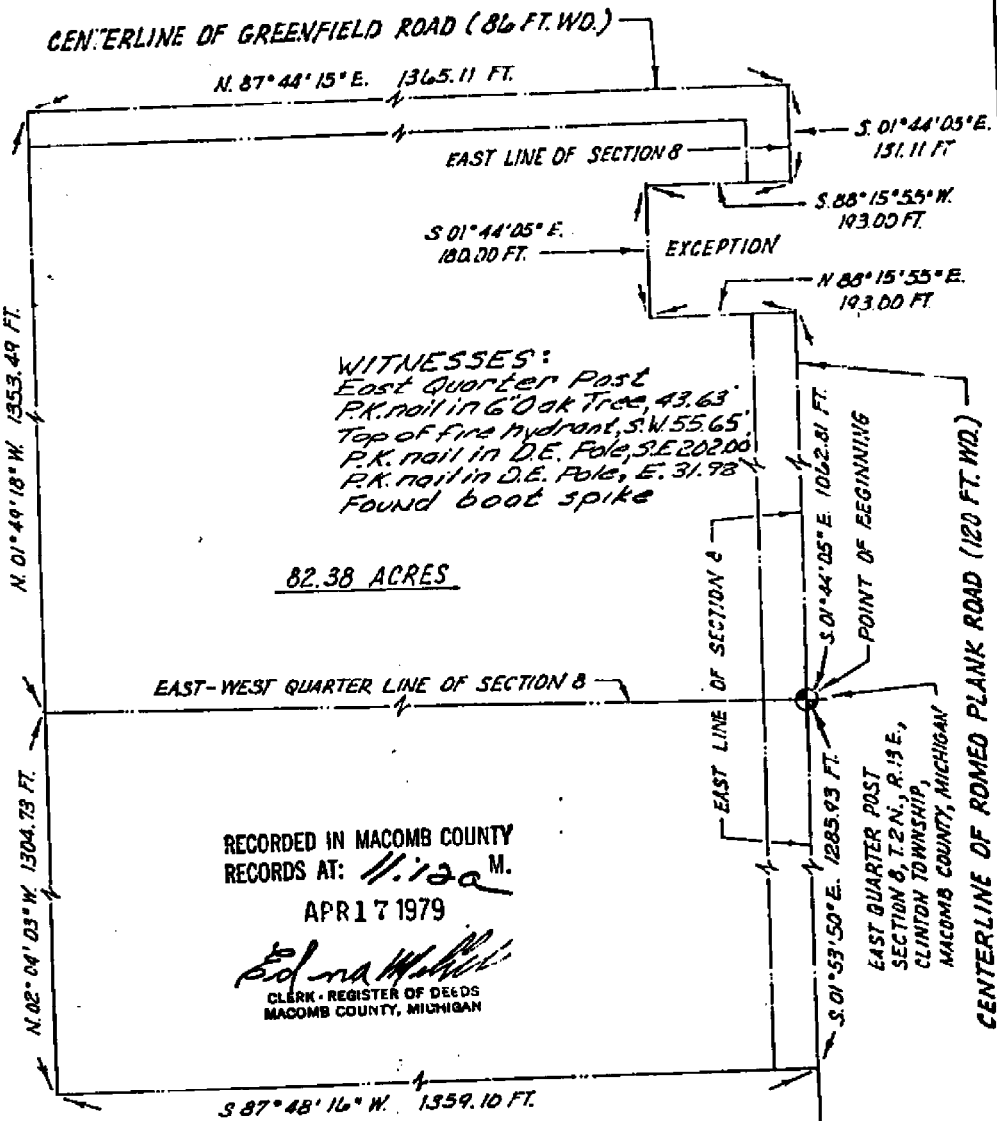 CENTERLINE OF GREENFIELD ROAD (86 FT. WD.)
N. 87° 44' 15" E. 1365.11 FT.
S. 01° 44' 05" E.
131.11 FT
EAST LINE OF SECTION 8
S. 88° 15' 55" W.
193.00 FT.
S 01° 44' 05" E.
180.00 FT.
EXCEPTION
N 88° 15' 55" E.
193.00 FT.
N. 01° 49' 18" W. 1353.49 FT.
WITNESSES:
East Quarter Post
P.K. nail in 6" Oak Tree, 43.63'
Top of fire hydrant, S.W. 55.65'
P.K. nail in D.E. Pole, S.E 202.00'
P.K. nail in D.E. Pole, E. 31.98'
Found boat spike
82.38 ACRES
S. 01° 44' 05" E. 1062.81 FT.
POINT OF BEGINNING
CENTERLINE OF ROMEO PLANK ROAD (120 FT. WD.)
EAST LINE OF SECTION 8
EAST-WEST QUARTER LINE OF SECTION 8
N. 02° 04' 03" W. 1304.73 FT.
S. 01° 53' 50" E. 1285.93 FT.
EAST QUARTER POST
SECTION 8, T.2N., R.13E.,
CLINTON TOWNSHIP,
MACOMB COUNTY, MICHIGAN
RECORDED IN MACOMB COUNTY
RECORDS AT: 11:12a M.
APR 17 1979
Edna
CLERK - REGISTER OF DEEDS
MACOMB COUNTY, MICHIGAN
S 87° 48' 16" W. 1359.10 FT.